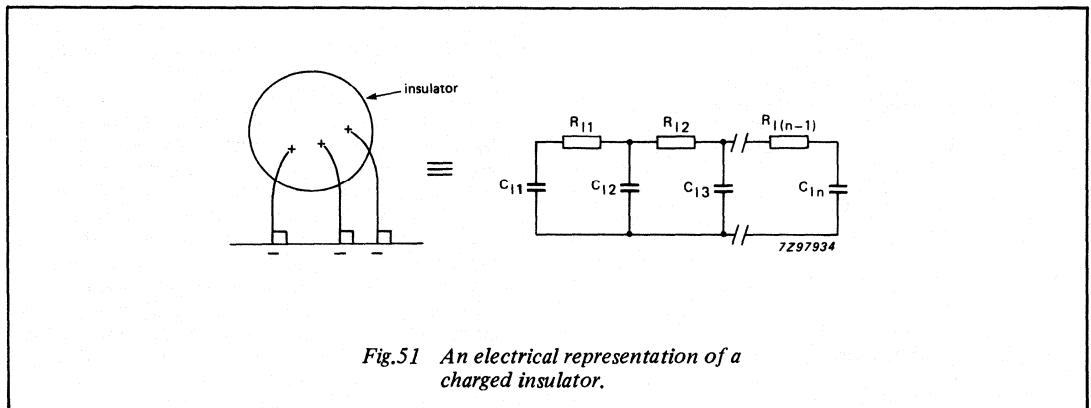 insulator
+ + +
− − −
≡
R I1
R I2
R I(n−1)
C I1
C I2
C I3
C In
7Z97934
Fig.51 An electrical representation of a
charged insulator.